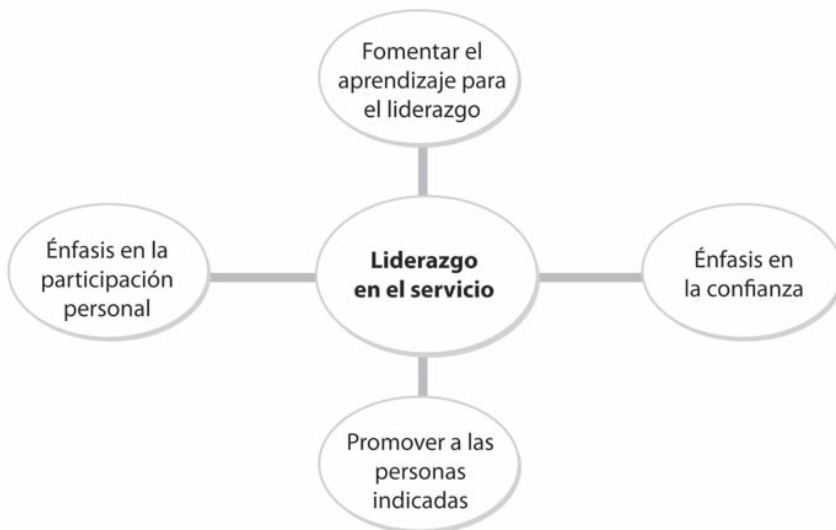 Fomentar el
aprendizaje para
el liderazgo
Énfasis en la
participación
personal
Liderazgo
en el servicio
Énfasis en
la confianza
Promover a las
personas
indicadas